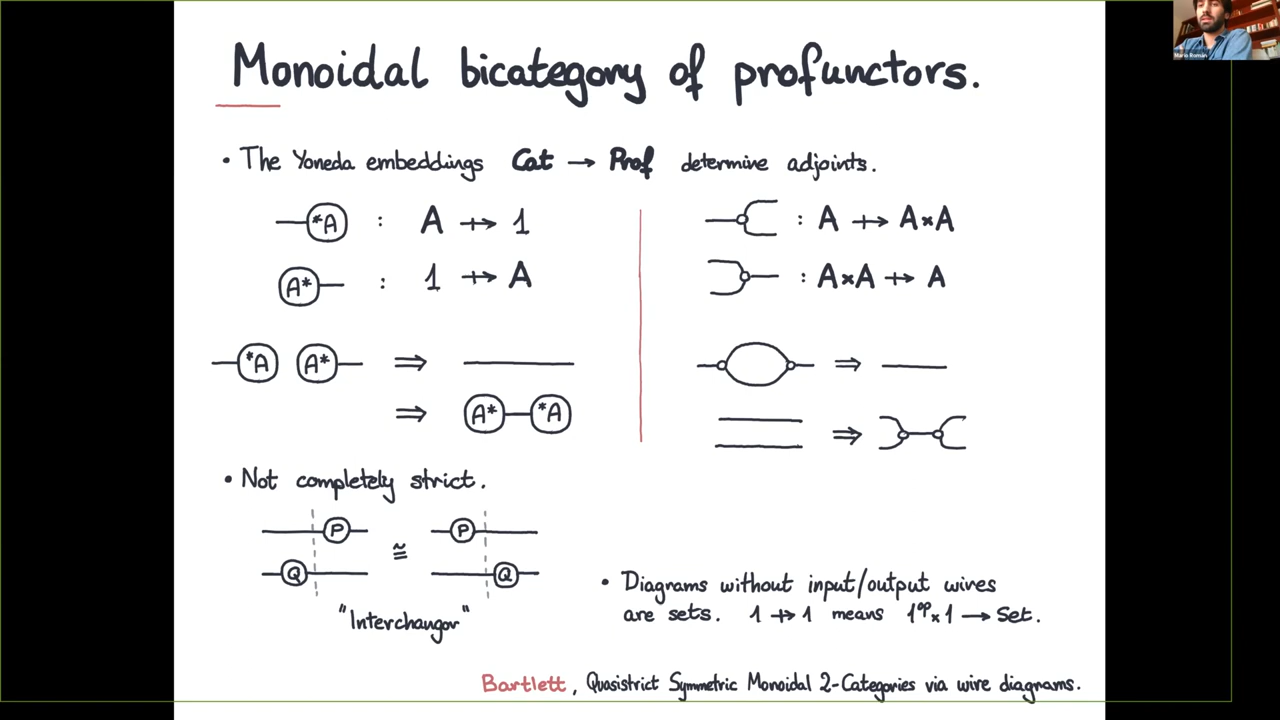 Monoidal bicategory of profunctors.
Mario Román
• The Yoneda embeddings Cat → Prof determine adjoints.
*A : A ⇸ 1
: A ⇸ A×A
A* : 1 ⇸ A
: A×A ⇸ A
*A A* ⇒
⇒
⇒ A* *A
⇒
• Not completely strict.
P ≅ P
Q Q
"Interchangor"
• Diagrams without input/output wires
are sets. 1 ⇸ 1 means 1ᵒᵖ×1 → Set.
Bartlett, Quasistrict Symmetric Monoidal 2-Categories via wire diagrams.